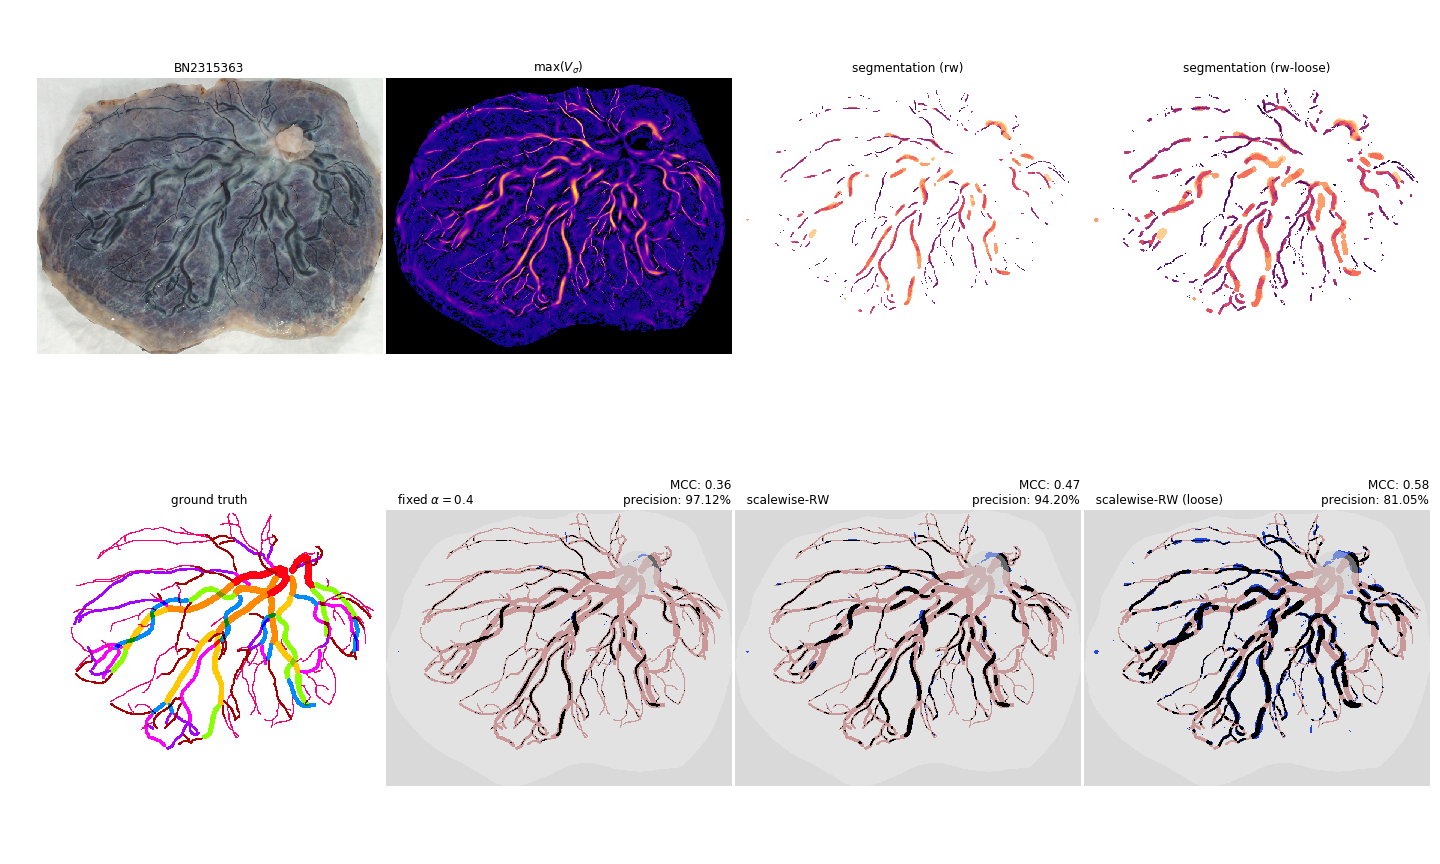 BN2315363
max(Vσ)
segmentation (rw)
segmentation (rw-loose)
ground truth
fixed α = 0.4
MCC: 0.36
precision: 97.12%
scalewise-RW
MCC: 0.47
precision: 94.20%
scalewise-RW (loose)
MCC: 0.58
precision: 81.05%